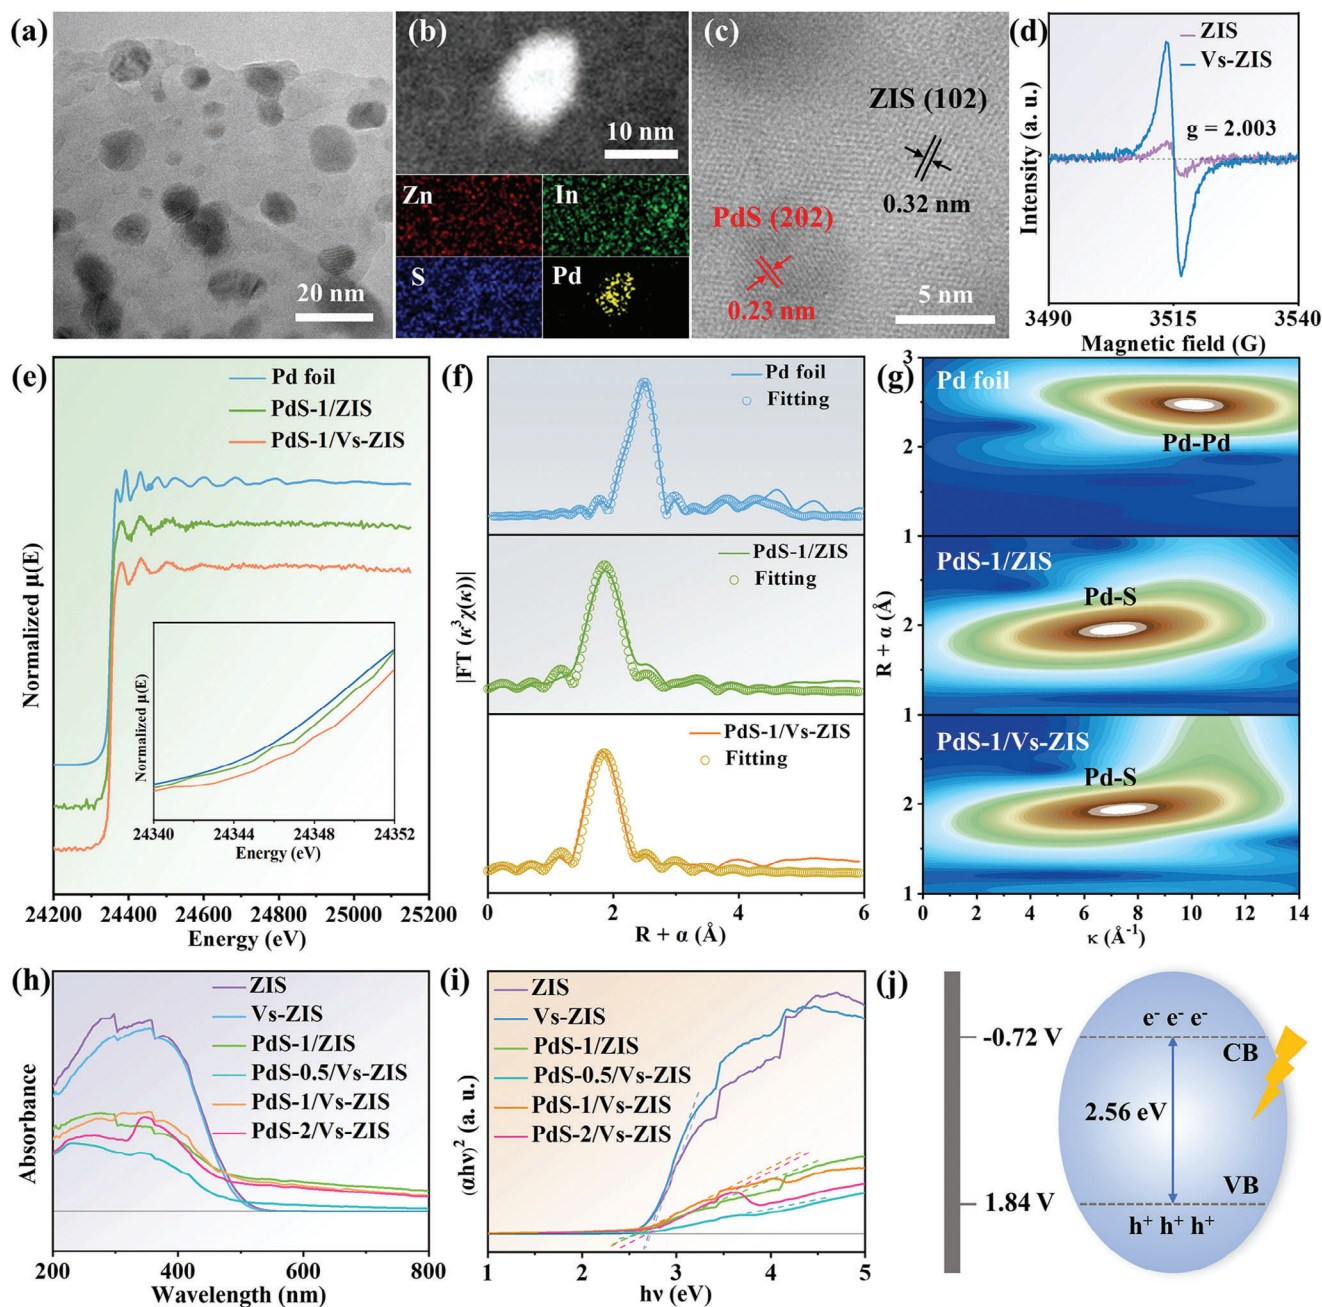 (a)
20 nm
(b)
10 nm
Zn
In
S
Pd
(c)
ZIS (102)
0.32 nm
PdS (202)
0.23 nm
5 nm
(d)
ZIS
Vs-ZIS
g = 2.003
Intensity (a. u.)
3490 3515 3540
Magnetic field (G)
(e)
Pd foil
PdS-1/ZIS
PdS-1/Vs-ZIS
Normalized μ(E)
Normalized μ(E)
24340 24344 24348 24352
Energy (eV)
24200 24400 24600 24800 25000 25200
Energy (eV)
(f)
Pd foil
Fitting
PdS-1/ZIS
Fitting
PdS-1/Vs-ZIS
Fitting
|FT (κ³χ(κ))|
0 2 4 6
R + α (Å)
(g)
3
Pd foil
2
Pd-Pd
1
PdS-1/ZIS
Pd-S
2
1
PdS-1/Vs-ZIS
Pd-S
2
1
R + α (Å)
0 2 4 6 8 10 12 14
κ (Å⁻¹)
(h)
ZIS
Vs-ZIS
PdS-1/ZIS
PdS-0.5/Vs-ZIS
PdS-1/Vs-ZIS
PdS-2/Vs-ZIS
Absorbance
200 400 600 800
Wavelength (nm)
(i)
ZIS
Vs-ZIS
PdS-1/ZIS
PdS-0.5/Vs-ZIS
PdS-1/Vs-ZIS
PdS-2/Vs-ZIS
(αhν)² (a. u.)
1 2 3 4 5
hν (eV)
(j)
e⁻ e⁻ e⁻
-0.72 V
CB
2.56 eV
VB
1.84 V
h⁺ h⁺ h⁺